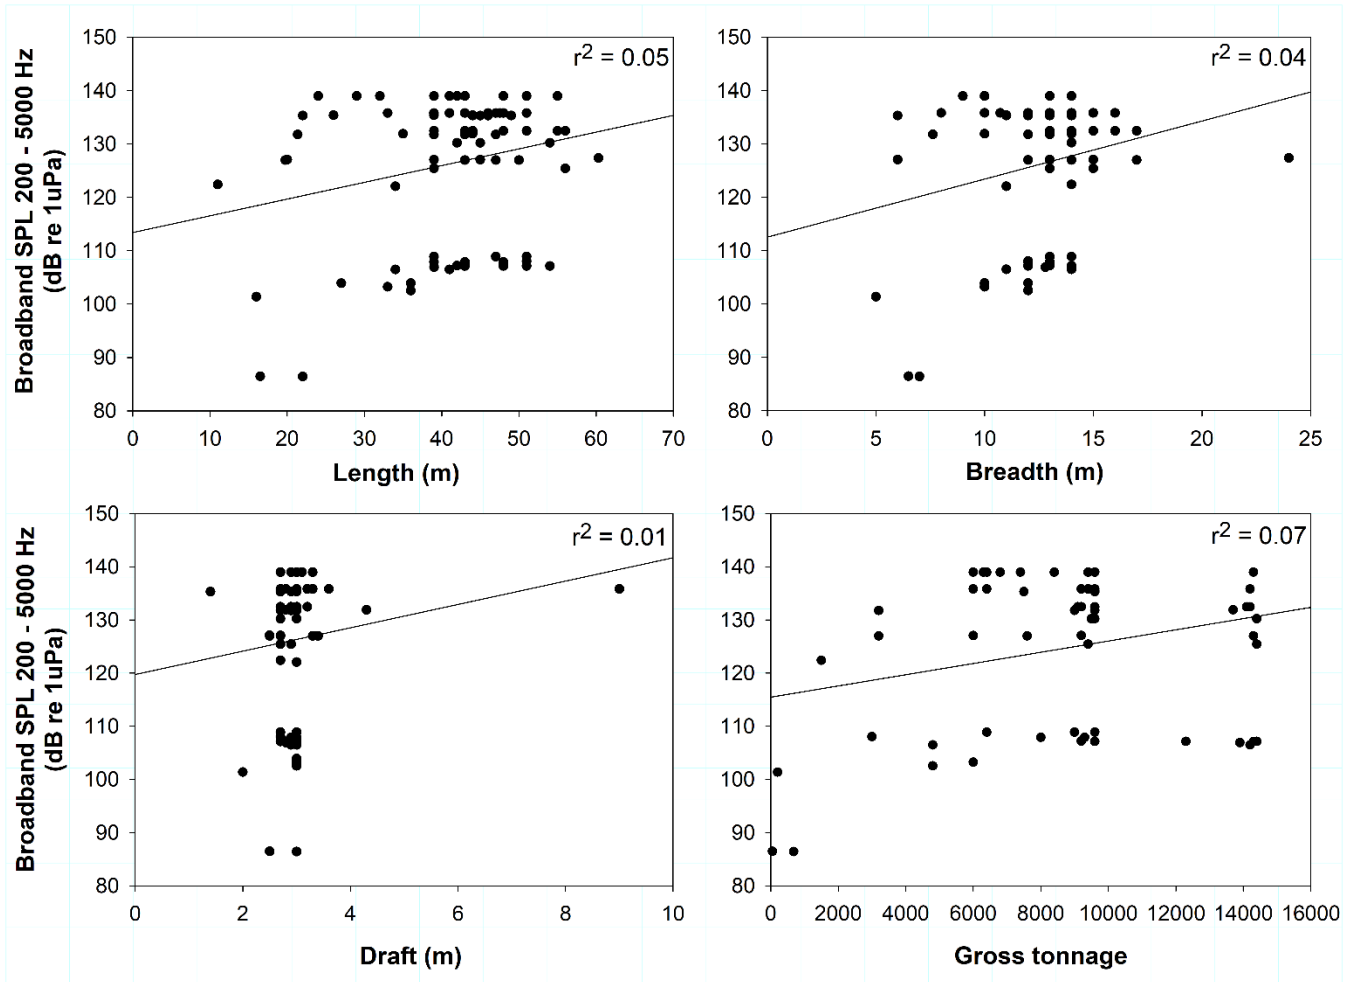 Broadband SPL 200 - 5000 Hz
(dB re 1uPa)
150
140
130
120
110
100
90
80
r² = 0.05
0 10 20 30 40 50 60 70
Length (m)
150
140
130
120
110
100
90
80
r² = 0.04
0 5 10 15 20 25
Breadth (m)
Broadband SPL 200 - 5000 Hz
(dB re 1uPa)
150
140
130
120
110
100
90
80
r² = 0.01
0 2 4 6 8 10
Draft (m)
150
140
130
120
110
100
90
80
r² = 0.07
0 2000 4000 6000 8000 10000 12000 14000 16000
Gross tonnage